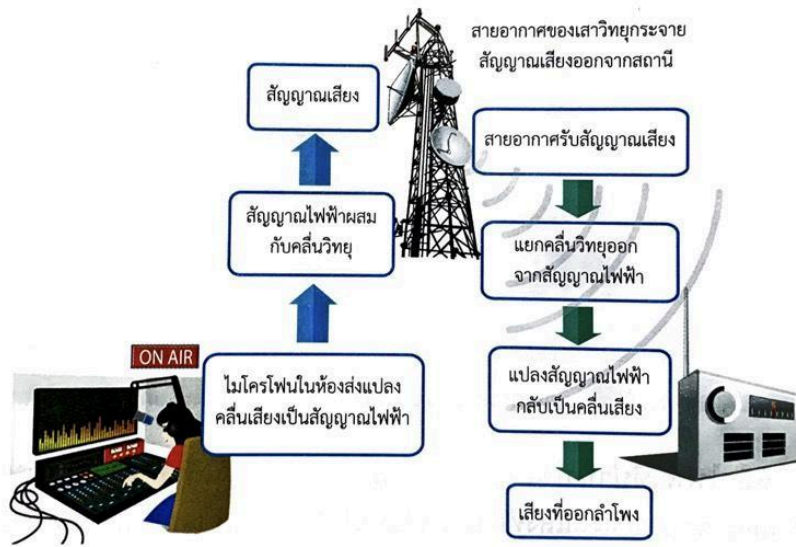 สายอากาศของเสาวิทยุกระจาย
สัญญาณเสียงออกจากสถานี
สัญญาณเสียง
สายอากาศรับสัญญาณเสียง
สัญญาณไฟฟ้าผสม
กับคลื่นวิทยุ
แยกคลื่นวิทยุออก
จากสัญญาณไฟฟ้า
ON AIR
ไมโครโฟนในห้องส่งแปลง
คลื่นเสียงเป็นสัญญาณไฟฟ้า
แปลงสัญญาณไฟฟ้า
กลับเป็นคลื่นเสียง
เสียงที่ออกลำโพง